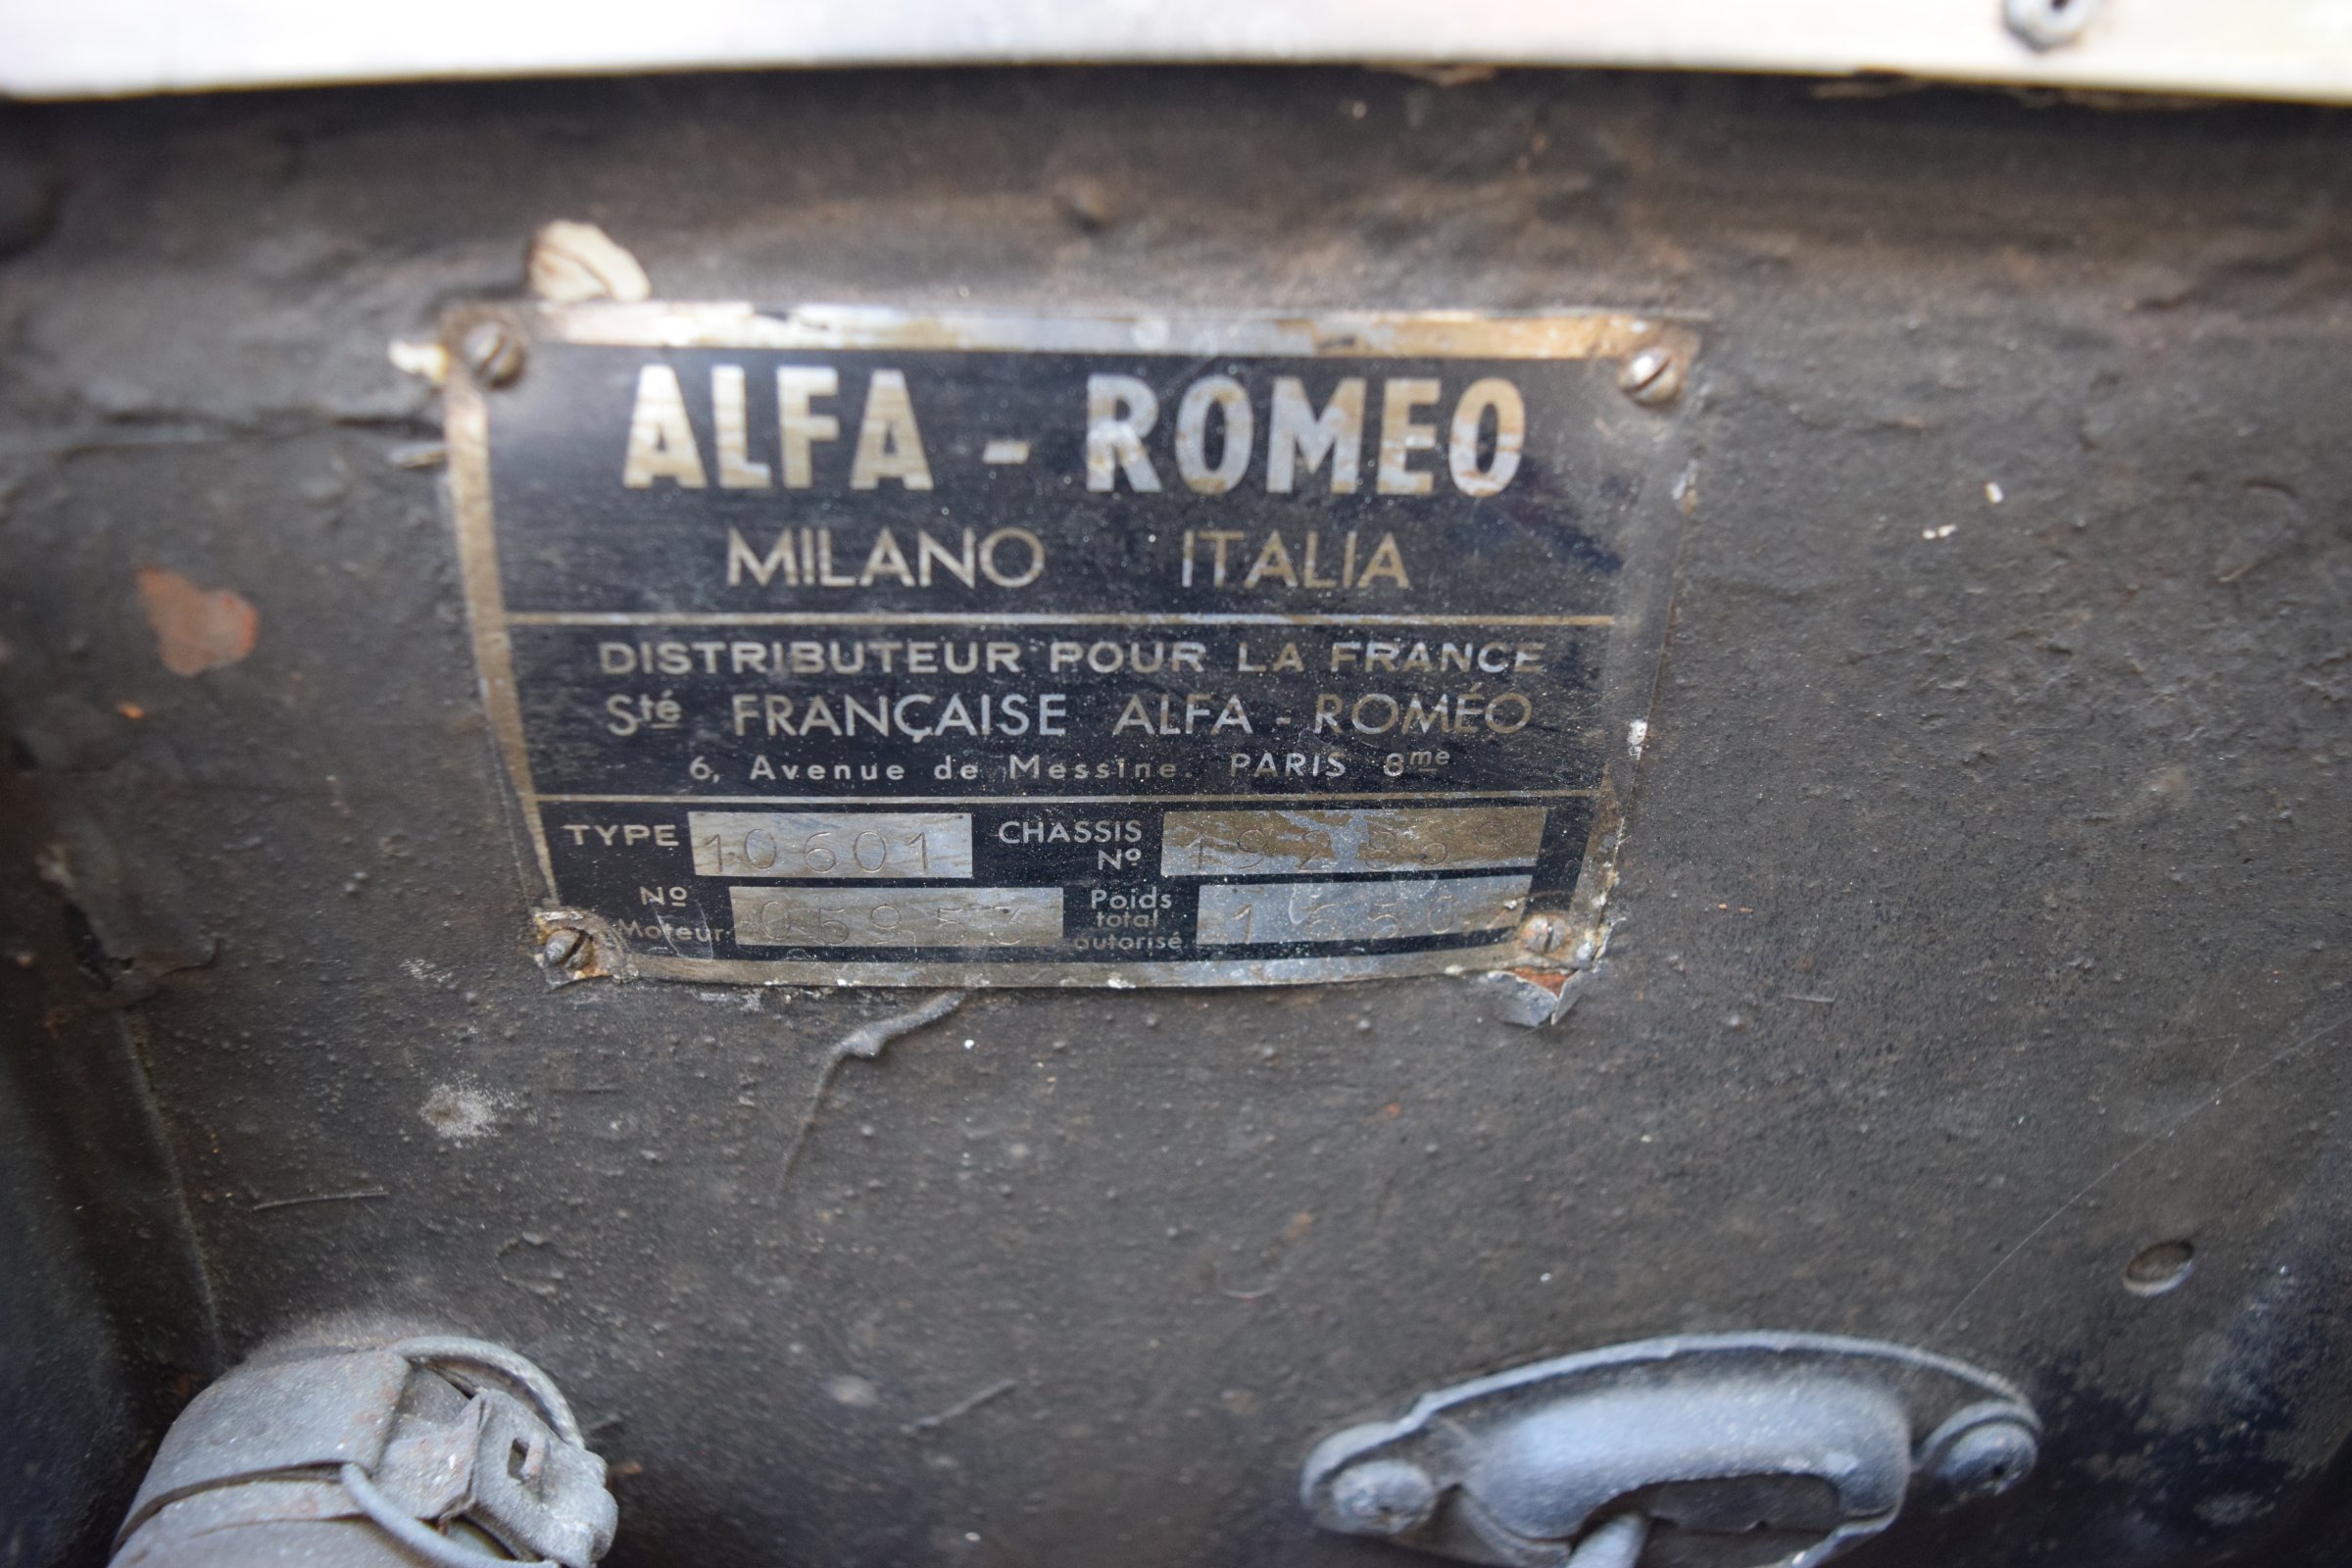 ALFA - ROMEO
MILANO ITALIA
DISTRIBUTEUR POUR LA FRANCE
Sté FRANÇAISE ALFA - ROMÉO
6, Avenue de Messine. PARIS 8me
TYPE 10601 CHASSIS
Nº
Nº Poids
Moteur total
autorisé